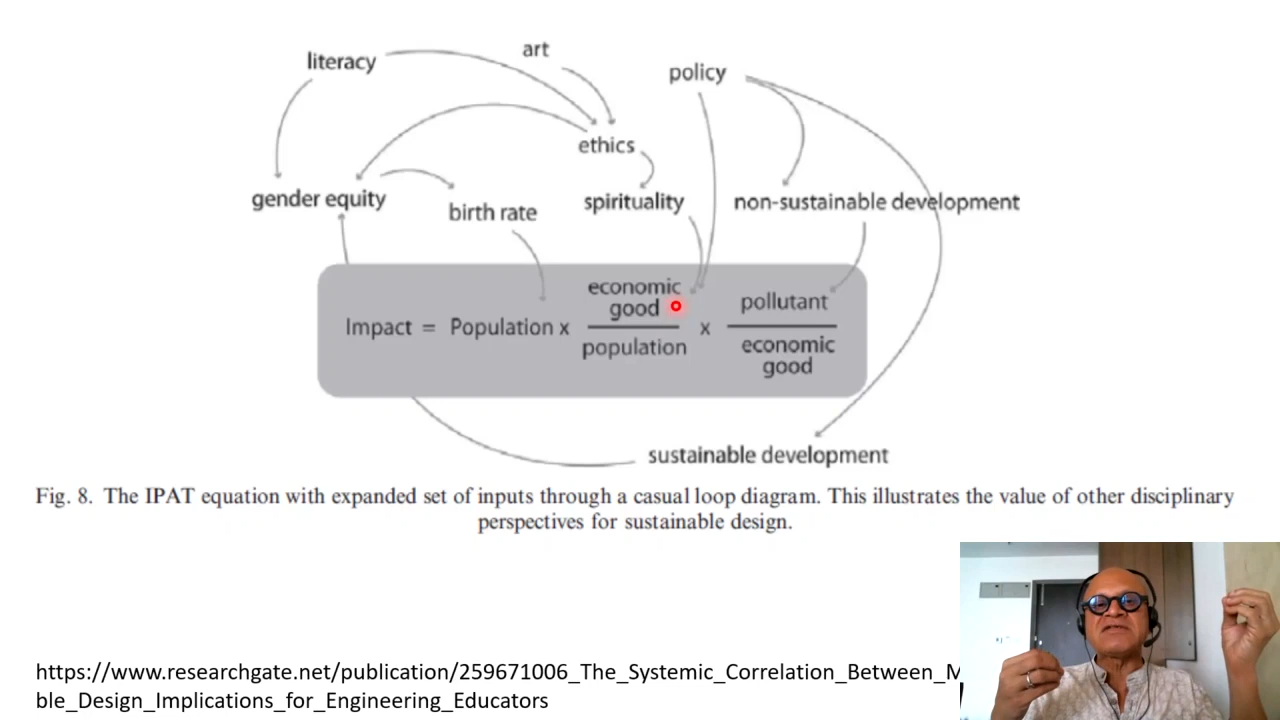 literacy
art
policy
ethics
gender equity
birth rate
spirituality
non-sustainable development
Impact = Population x economic good / population x pollutant / economic good
sustainable development
Fig. 8. The IPAT equation with expanded set of inputs through a casual loop diagram. This illustrates the value of other disciplinary
perspectives for sustainable design.
https://www.researchgate.net/publication/259671006_The_Systemic_Correlation_Between_M
ble_Design_Implications_for_Engineering_Educators